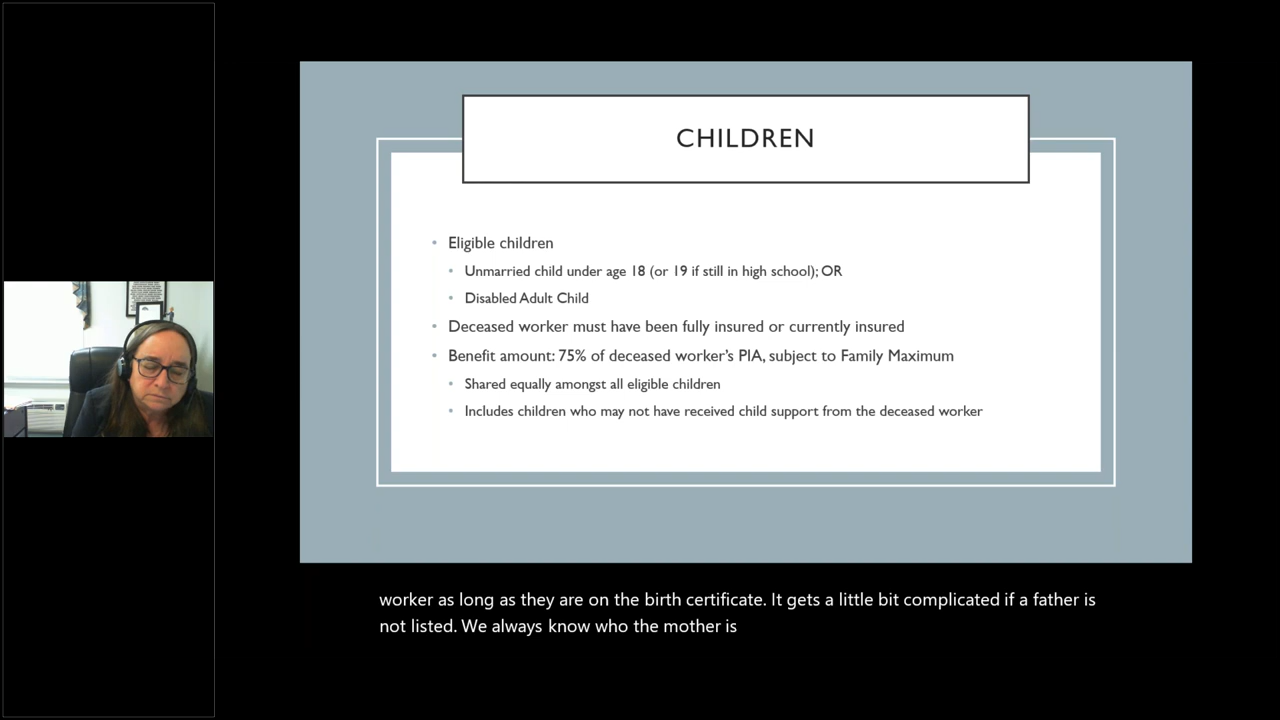 CHILDREN
• Eligible children
• Unmarried child under age 18 (or 19 if still in high school); OR
• Disabled Adult Child
• Deceased worker must have been fully insured or currently insured
• Benefit amount: 75% of deceased worker’s PIA, subject to Family Maximum
• Shared equally amongst all eligible children
• Includes children who may not have received child support from the deceased worker
worker as long as they are on the birth certificate. It gets a little bit complicated if a father is
not listed. We always know who the mother is